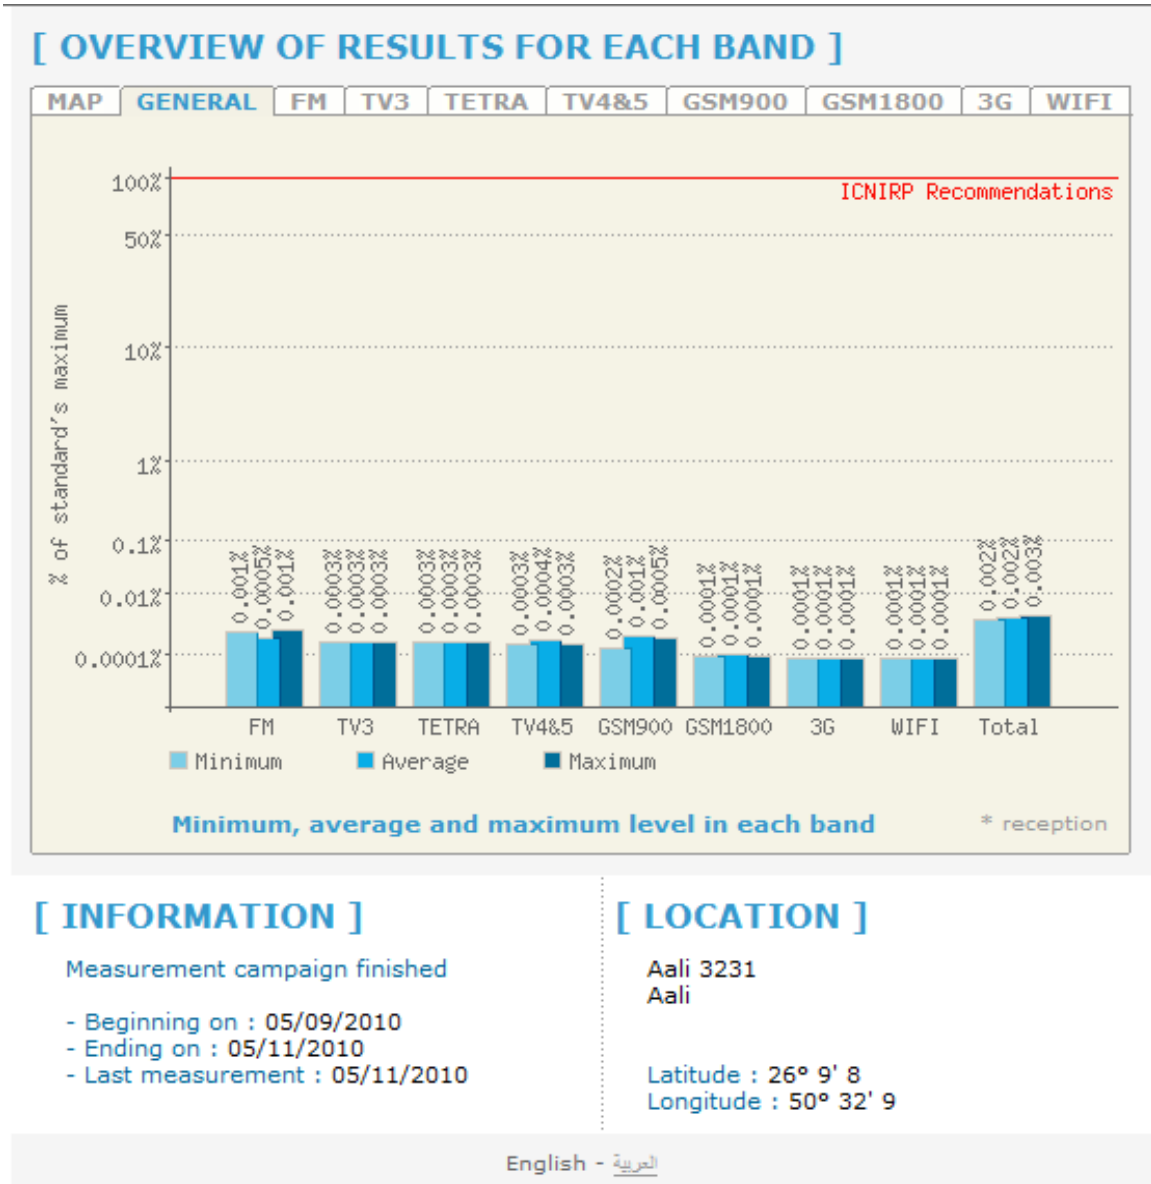 [ OVERVIEW OF RESULTS FOR EACH BAND ]
MAP GENERAL FM TV3 TETRA TV4&5 GSM900 GSM1800 3G WIFI
% of standard's maximum
100%
ICNIRP Recommendations
50%
10%
1%
0.1%
0.01%
0.0001%
0.001% 0.0005% 0.001%
0.0003% 0.0003% 0.0003%
0.0003% 0.0003% 0.0003%
0.0003% 0.0004% 0.0003%
0.0002% 0.001% 0.0005%
0.0001% 0.0001% 0.0001%
0.0001% 0.0001% 0.0001%
0.0001% 0.0001% 0.0001%
0.002% 0.002% 0.003%
FM TV3 TETRA TV4&5 GSM900 GSM1800 3G WIFI Total
Minimum Average Maximum
Minimum, average and maximum level in each band * reception
[ INFORMATION ]
Measurement campaign finished
- Beginning on : 05/09/2010
- Ending on : 05/11/2010
- Last measurement : 05/11/2010
[ LOCATION ]
Aali 3231
Aali
Latitude : 26° 9' 8
Longitude : 50° 32' 9
English - العربية